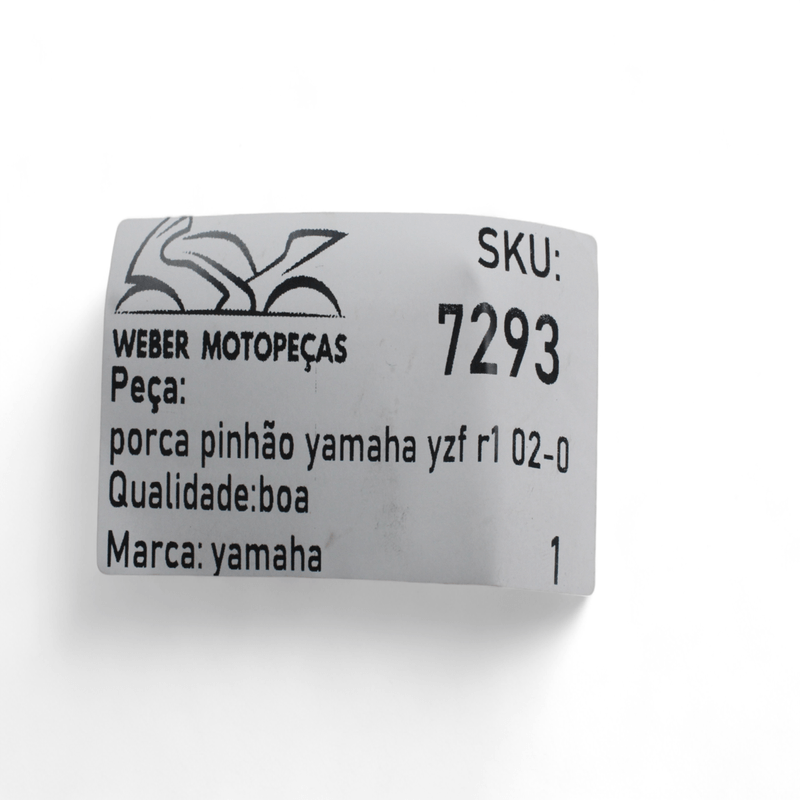 SKU:
7293
WEBER MOTOPEÇAS
Peça:
porca pinhão yamaha yzf r1 02-0
Qualidade:boa
Marca: yamaha
1